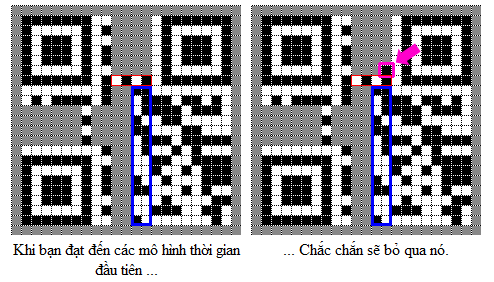 Khi bạn đạt đến các mô hình thời gian
đầu tiên ...
... Chắc chắn sẽ bỏ qua nó.